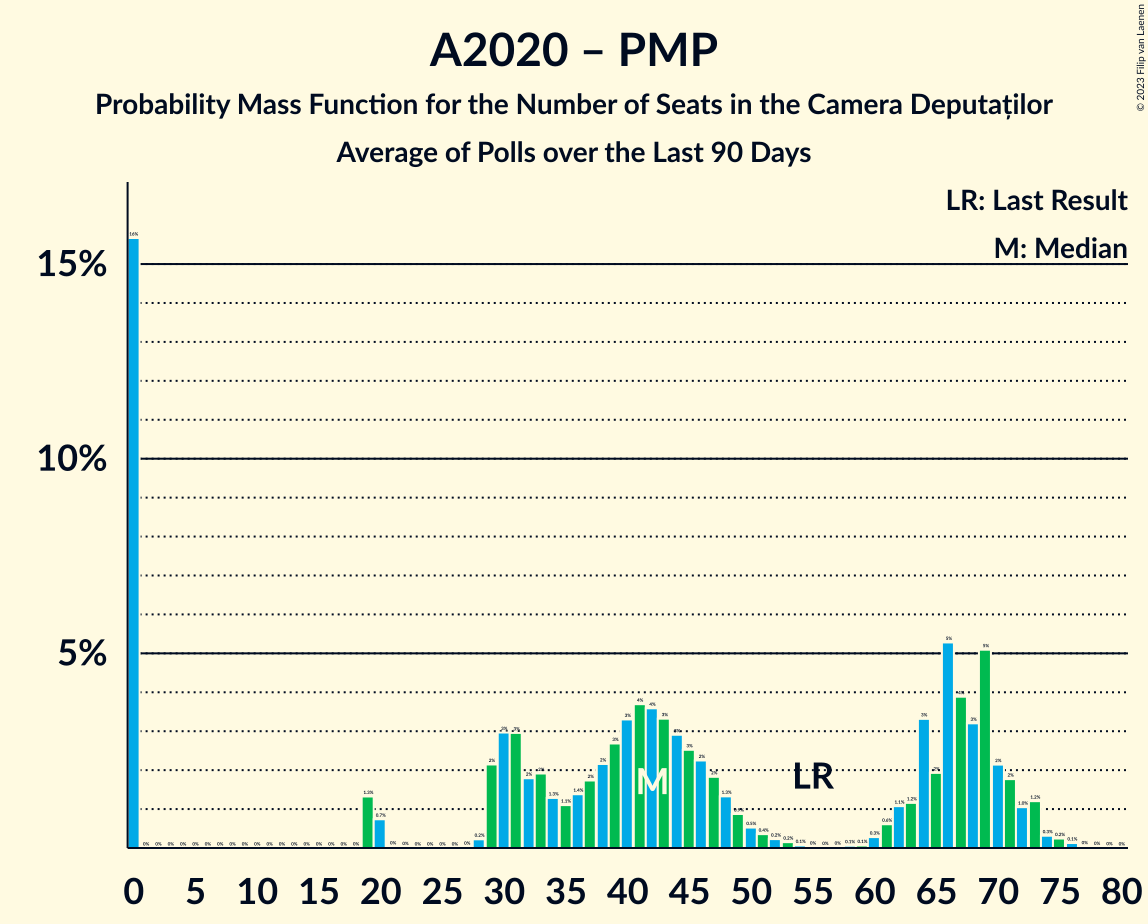 A2020 – PMP
Probability Mass Function for the Number of Seats in the Camera Deputaților
Average of Polls over the Last 90 Days
© 2023 Filip van Laenen
LR: Last Result
M: Median
15%
10%
5%
M
LR
0 5 10 15 20 25 30 35 40 45 50 55 60 65 70 75 80